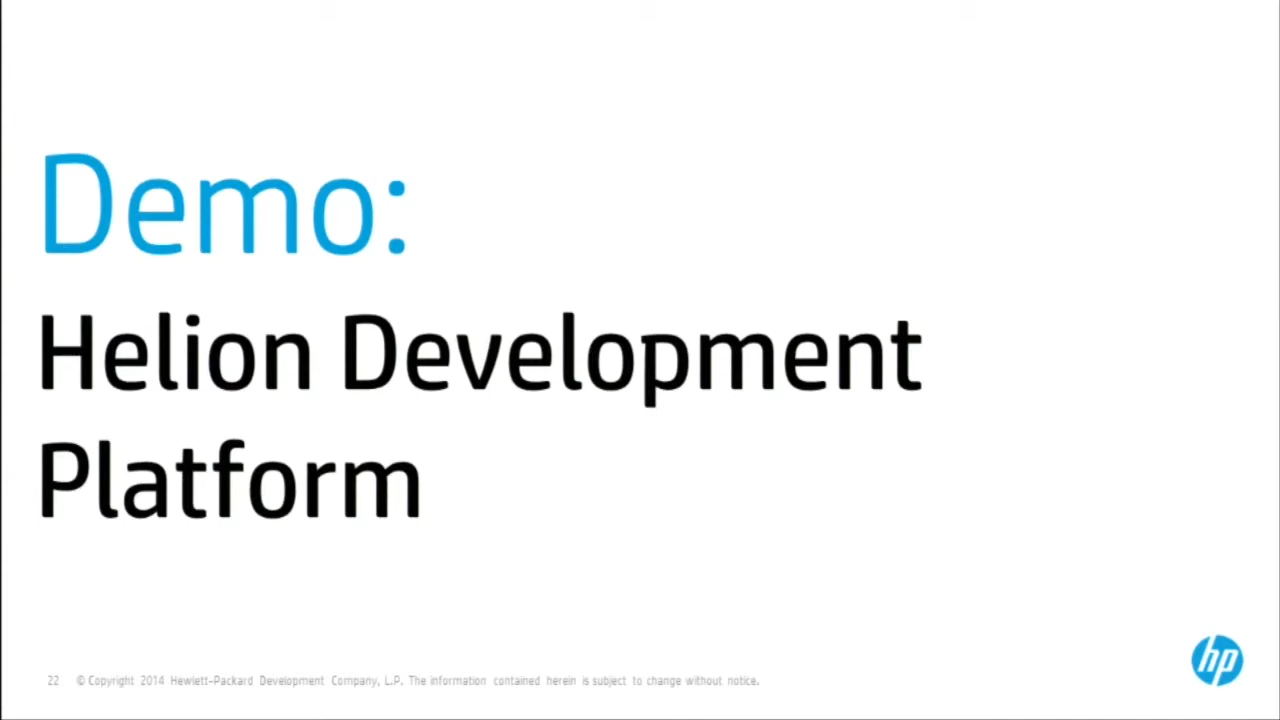 Demo:
Helion Development
Platform
22 © Copyright 2014 Hewlett-Packard Development Company, L.P. The information contained herein is subject to change without notice.
hp